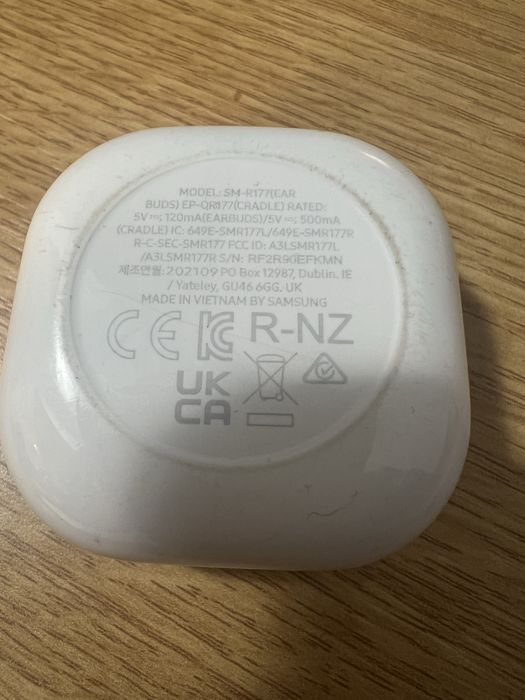 MODEL: SM-R177(EAR
BUDS) EP-QR177(CRADLE) RATED:
5V⎓; 120mA(EARBUDS)/5V⎓; 500mA
(CRADLE) IC: 649E-SMR177L/649E-SMR177R
R-C-SEC-SMR177 FCC ID: A3LSMR177L
/A3LSMR177R S/N: RF2R90EFKMN
제조연월:202109 PO Box 12987, Dublin. IE
/ Yateley, GU46 6GG. UK
MADE IN VIETNAM BY SAMSUNG
CE KC R-NZ
UK
CA